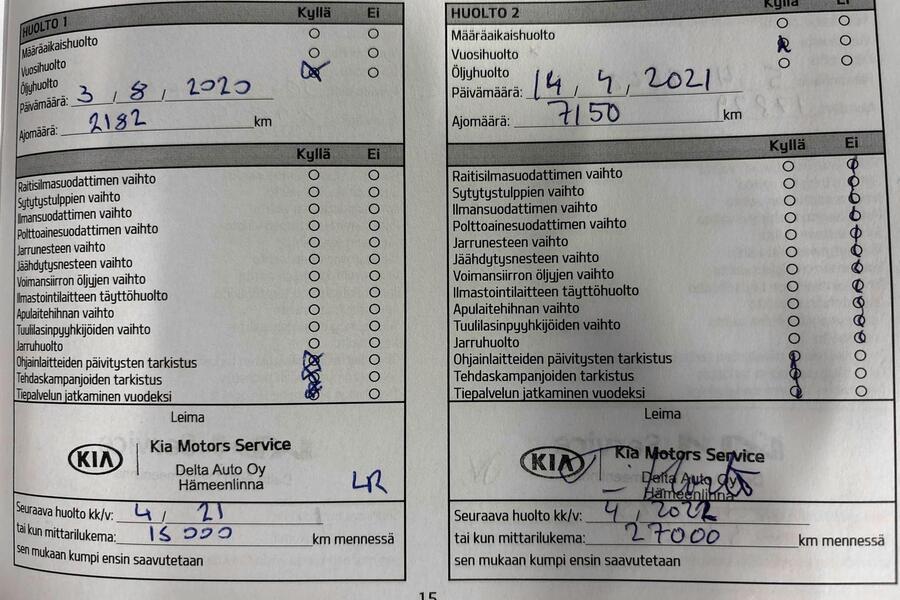 HUOLTO 1 Kyllä Ei
Määräaikaishuolto
Vuosihuolto
Öljyhuolto
Päivämäärä: 3 , 8 , 2020
Ajomäärä: 2182 km
Kyllä Ei
Raitisilmasuodattimen vaihto
Sytytystulppien vaihto
Ilmansuodattimen vaihto
Polttoainesuodattimen vaihto
Jarrunesteen vaihto
Jäähdytysnesteen vaihto
Voimansiirron öljyjen vaihto
Ilmastointilaitteen täyttöhuolto
Apulaitehihnan vaihto
Tuulilasinpyyhkijöiden vaihto
Jarruhuolto
Ohjainlaitteiden päivitysten tarkistus
Tehdaskampanjoiden tarkistus
Tiepalvelun jatkaminen vuodeksi
Leima
KIA Kia Motors Service
Delta Auto Oy
Hämeenlinna
Seuraava huolto kk/v: 4 , 21
tai kun mittarilukema: 15 000 km mennessä
sen mukaan kumpi ensin saavutetaan
HUOLTO 2 Kyllä Ei
Määräaikaishuolto
Vuosihuolto
Öljyhuolto
Päivämäärä: 14 , 4 , 2021
Ajomäärä: 7150 km
Kyllä Ei
Raitisilmasuodattimen vaihto
Sytytystulppien vaihto
Ilmansuodattimen vaihto
Polttoainesuodattimen vaihto
Jarrunesteen vaihto
Jäähdytysnesteen vaihto
Voimansiirron öljyjen vaihto
Ilmastointilaitteen täyttöhuolto
Apulaitehihnan vaihto
Tuulilasinpyyhkijöiden vaihto
Jarruhuolto
Ohjainlaitteiden päivitysten tarkistus
Tehdaskampanjoiden tarkistus
Tiepalvelun jatkaminen vuodeksi
Leima
KIA Kia Motors Service
Delta Auto Oy
Hämeenlinna
Seuraava huolto kk/v: 4 , 2022
tai kun mittarilukema: 27000 km mennessä
sen mukaan kumpi ensin saavutetaan
15